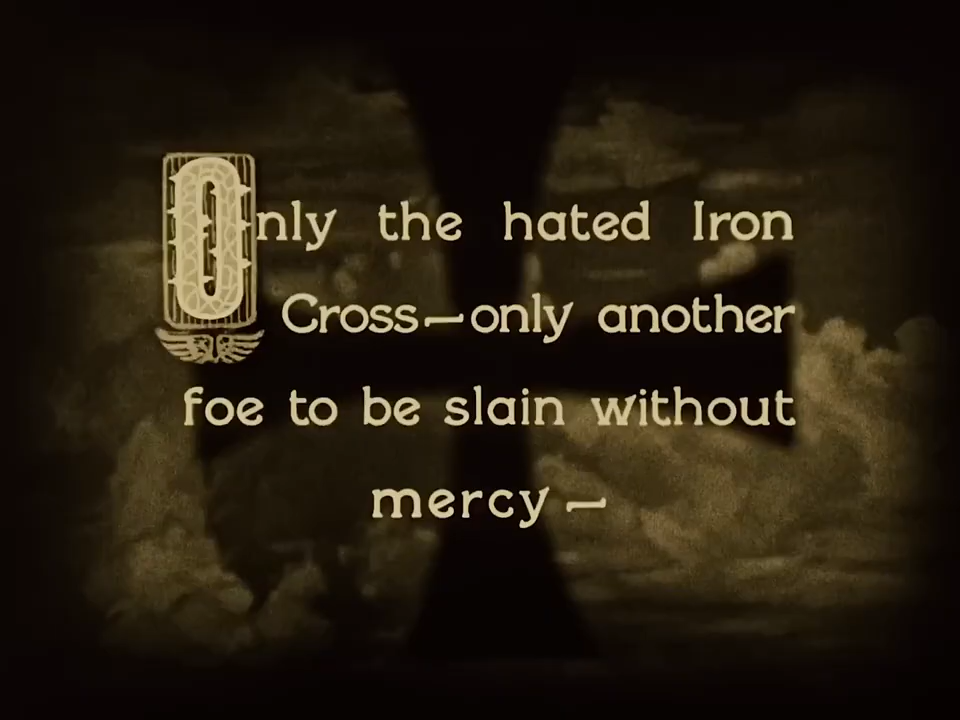 Only the hated Iron
Cross—only another
foe to be slain without
mercy—